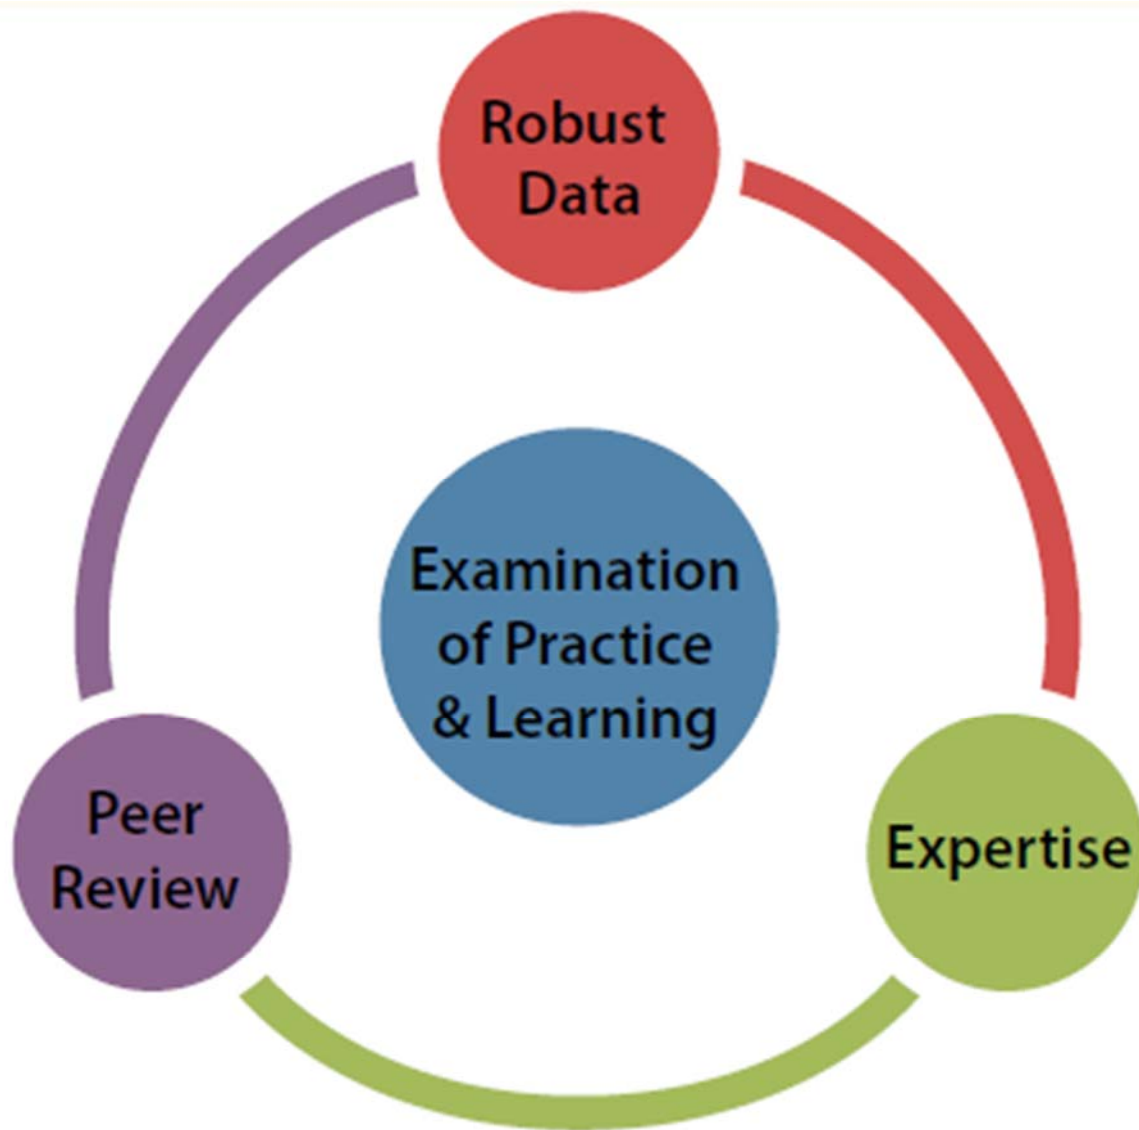 Robust
Data
Examination
of Practice
& Learning
Peer
Review
Expertise